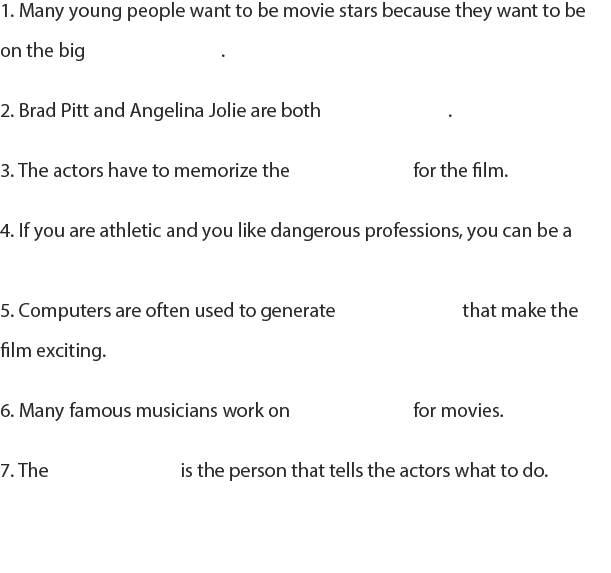 1. Many young people want to be movie stars because they want to be
on the big .
2. Brad Pitt and Angelina Jolie are both .
3. The actors have to memorize the for the film.
4. If you are athletic and you like dangerous professions, you can be a
5. Computers are often used to generate that make the
film exciting.
6. Many famous musicians work on for movies.
7. The is the person that tells the actors what to do.